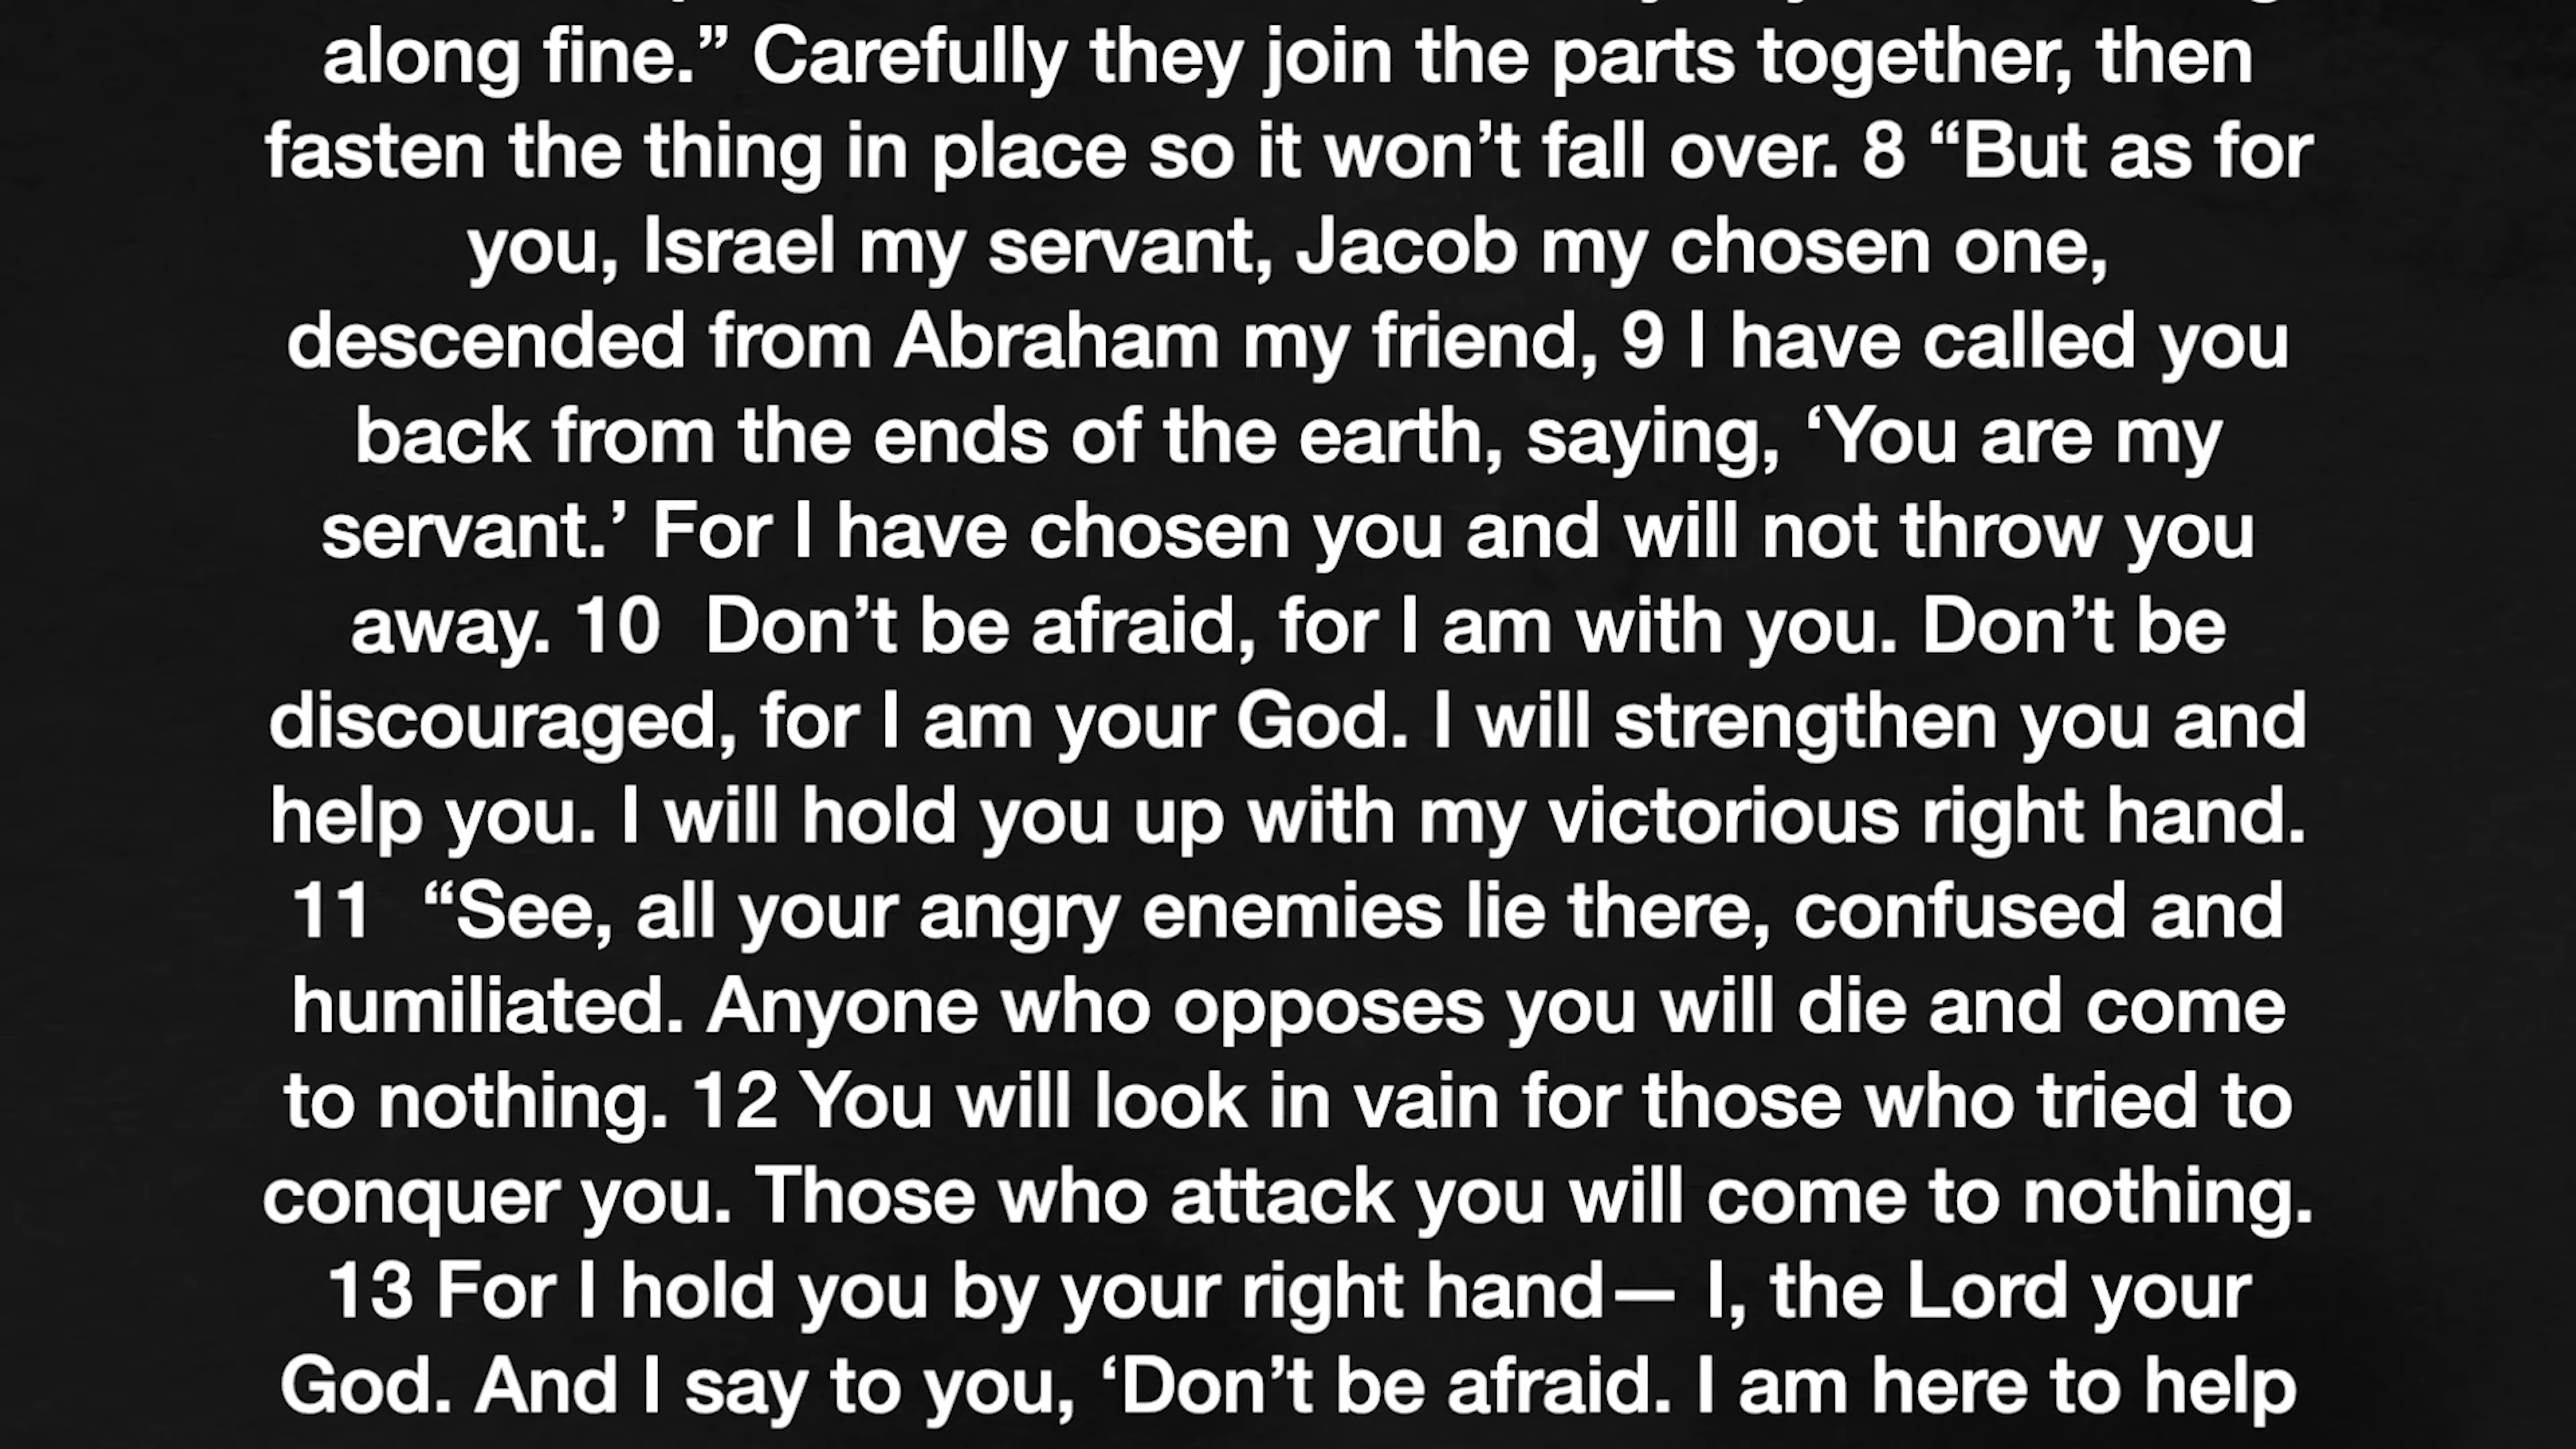 along fine.” Carefully they join the parts together, then
fasten the thing in place so it won’t fall over. 8 “But as for
you, Israel my servant, Jacob my chosen one,
descended from Abraham my friend, 9 I have called you
back from the ends of the earth, saying, ‘You are my
servant.’ For I have chosen you and will not throw you
away. 10  Don’t be afraid, for I am with you. Don’t be
discouraged, for I am your God. I will strengthen you and
help you. I will hold you up with my victorious right hand.
11  “See, all your angry enemies lie there, confused and
humiliated. Anyone who opposes you will die and come
to nothing. 12 You will look in vain for those who tried to
conquer you. Those who attack you will come to nothing.
13 For I hold you by your right hand— I, the Lord your
God. And I say to you, ‘Don’t be afraid. I am here to help